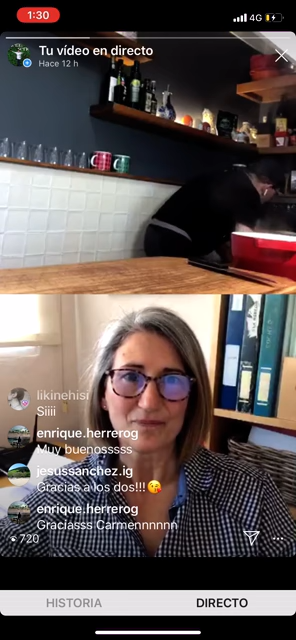 1:30
4G
Tu vídeo en directo
Hace 12 h
likinehisi
Siiii
enrique.herrerog
Muy buenosssss
jesussanchez.ig
Gracias a los dos!!!😘
enrique.herrerog
Graciasss Carmennnnnn
720
HISTORIA DIRECTO